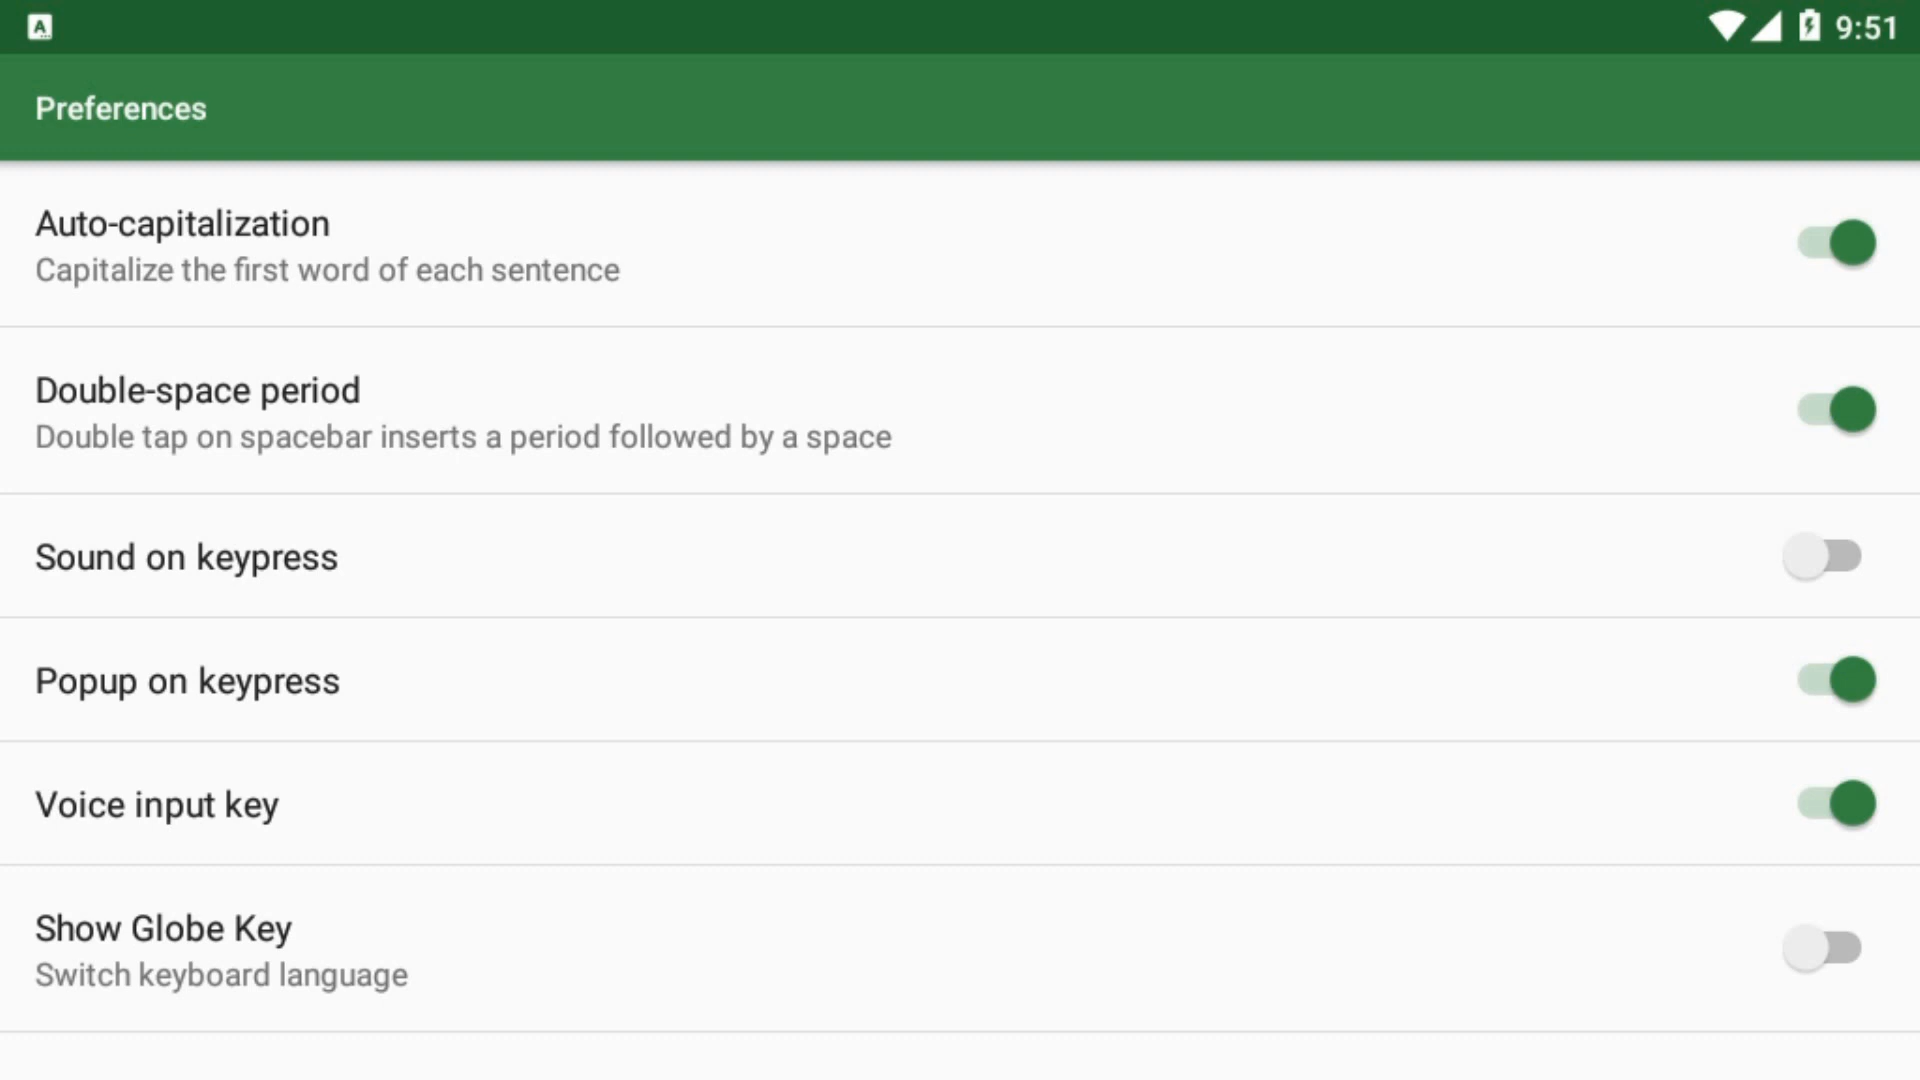 A
9:51
Preferences
Auto-capitalization
Capitalize the first word of each sentence
Double-space period
Double tap on spacebar inserts a period followed by a space
Sound on keypress
Popup on keypress
Voice input key
Show Globe Key
Switch keyboard language